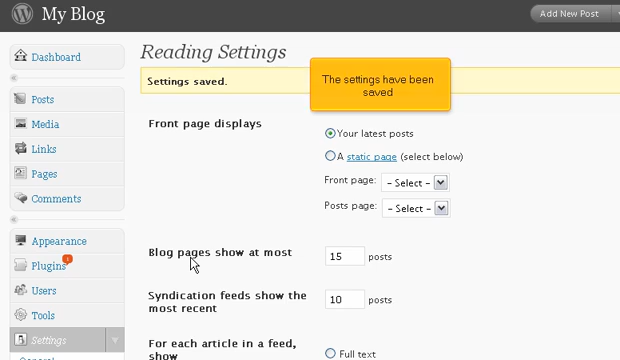 My Blog
Add New Post
Dashboard
Reading Settings
Settings saved.
The settings have been
saved
Posts
Media
Links
Pages
Comments
Front page displays
Your latest posts
A static page (select below)
Front page: - Select -
Posts page: - Select -
Appearance
Plugins 1
Users
Tools
Settings
Blog pages show at most
15 posts
Syndication feeds show the
most recent
10 posts
For each article in a feed,
show
Full text